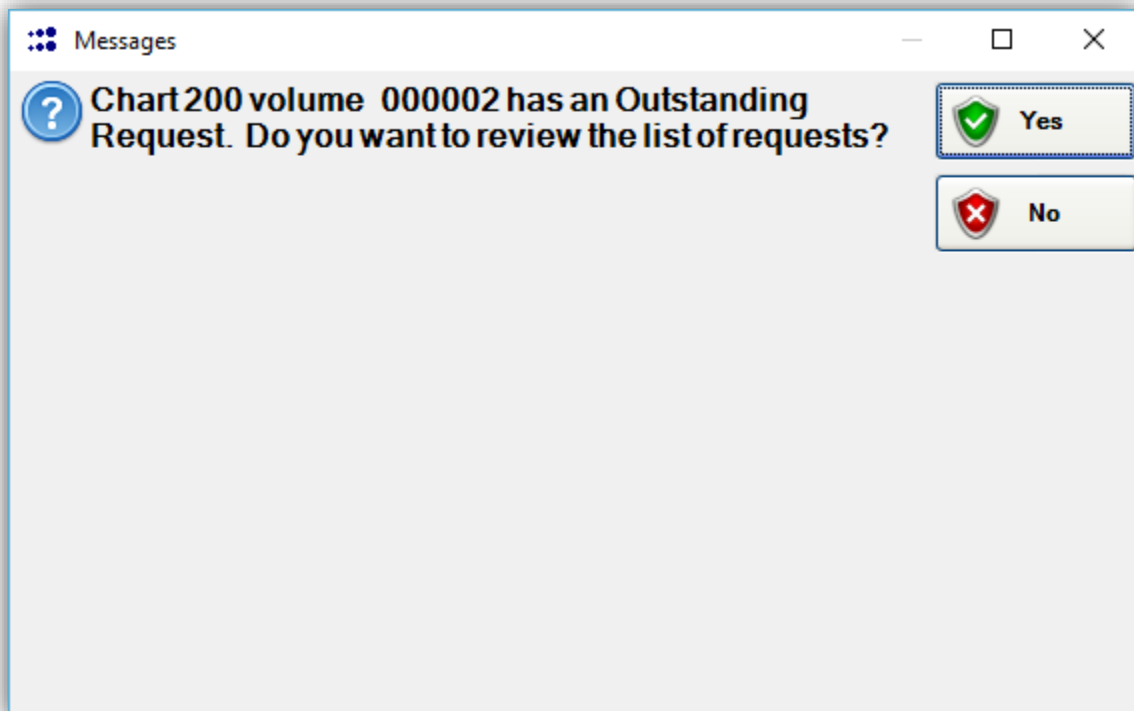 Messages
Chart 200 volume  000002 has an Outstanding
Request.  Do you want to review the list of requests?
Yes
No